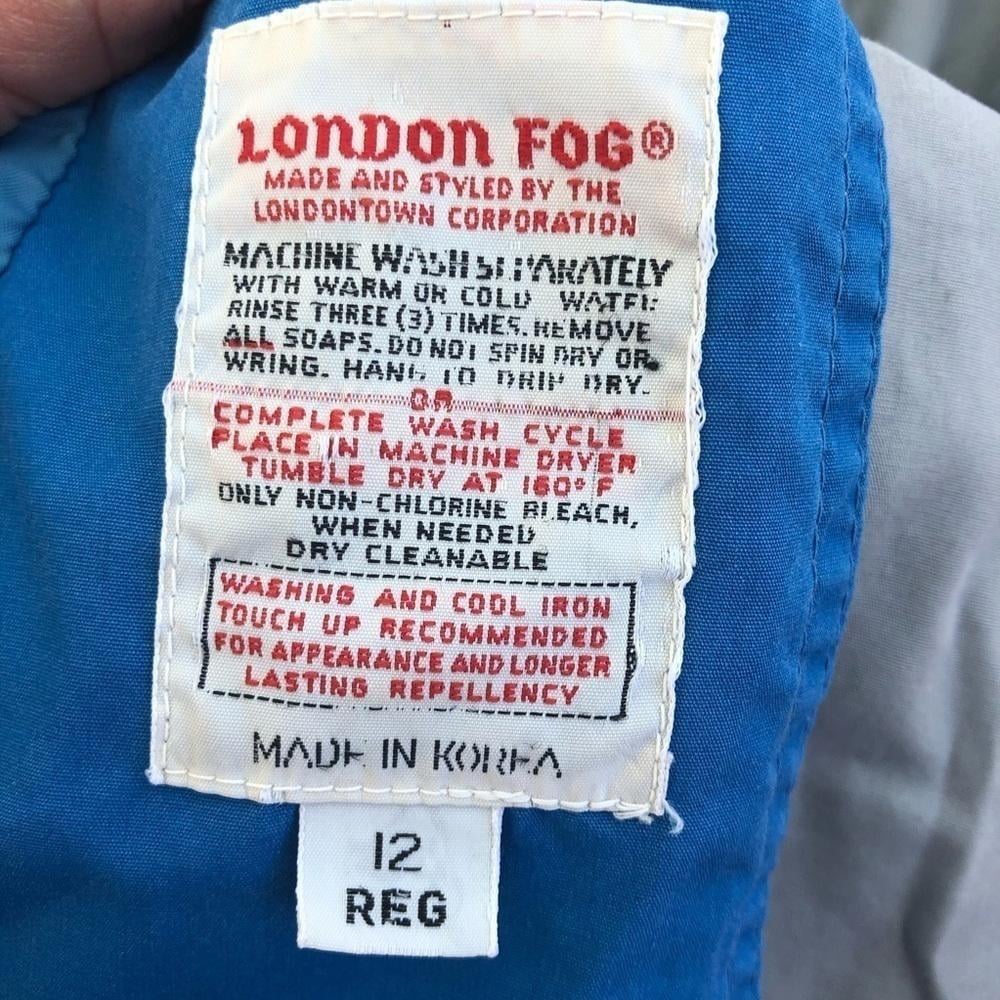 LONDON FOG®
MADE AND STYLED BY THE
LONDONTOWN CORPORATION
MACHINE WASH SEPARATELY
WITH WARM OR COLD WATER
RINSE THREE (3) TIMES. REMOVE
ALL SOAPS. DO NOT SPIN DRY OR
WRING. HANG TO DRIP DRY.
OR
COMPLETE WASH CYCLE
PLACE IN MACHINE DRYER
TUMBLE DRY AT 160° F
ONLY NON-CHLORINE BLEACH,
WHEN NEEDED
DRY CLEANABLE
WASHING AND COOL IRON
TOUCH UP RECOMMENDED
FOR APPEARANCE AND LONGER
LASTING REPELLENCY
MADE IN KOREA
12
REG